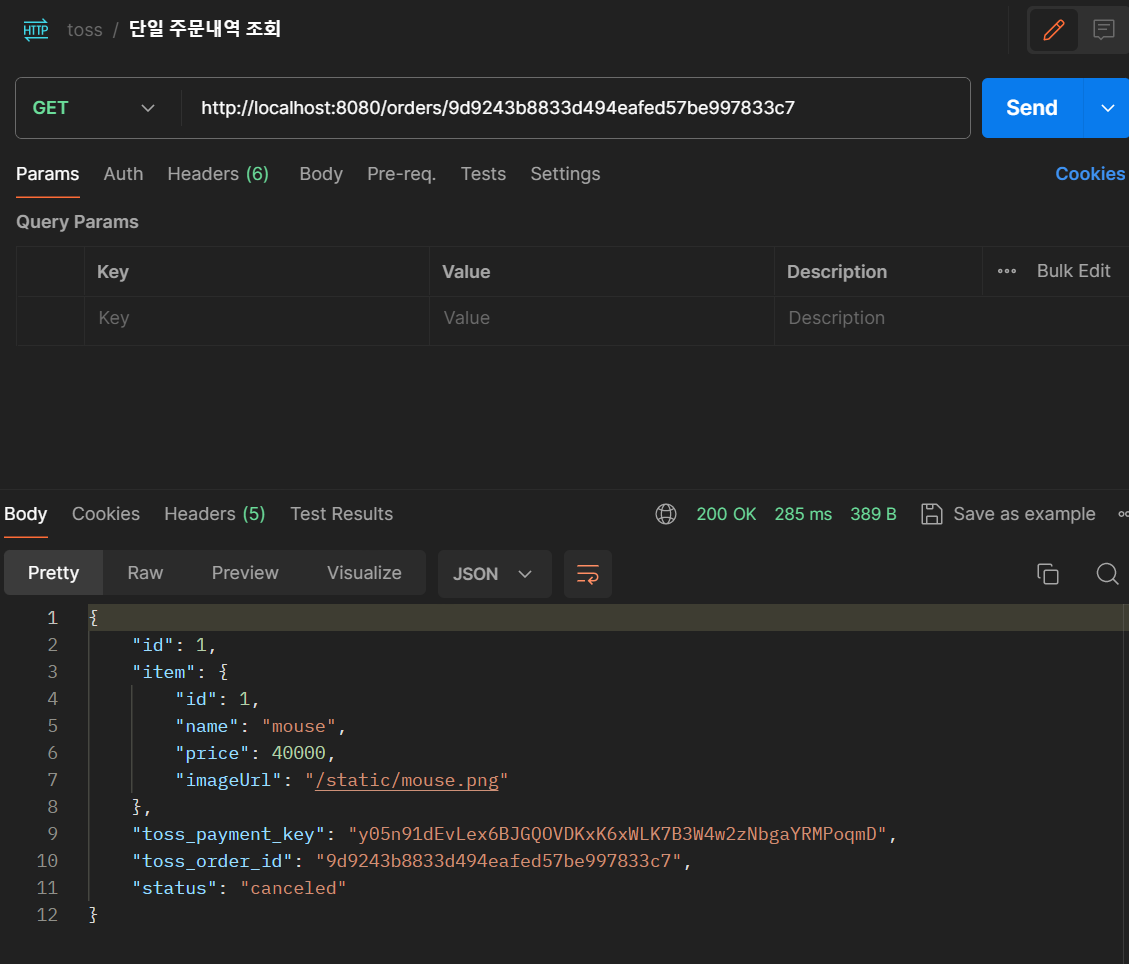 HTTP toss / 단일 주문내역 조회
GET http://localhost:8080/orders/9d9243b8833d494eafed57be997833c7 Send
Params Auth Headers (6) Body Pre-req. Tests Settings Cookies
Query Params
Key Value Description ••• Bulk Edit
Key Value Description
Body Cookies Headers (5) Test Results 200 OK 285 ms 389 B Save as example
Pretty Raw Preview Visualize JSON
1 {
2 "id": 1,
3 "item": {
4 "id": 1,
5 "name": "mouse",
6 "price": 40000,
7 "imageUrl": "/static/mouse.png"
8 },
9 "toss_payment_key": "y05n91dEvLex6BJGQOVDKxK6xWLK7B3W4w2zNbgaYRMPoqmD",
10 "toss_order_id": "9d9243b8833d494eafed57be997833c7",
11 "status": "canceled"
12 }